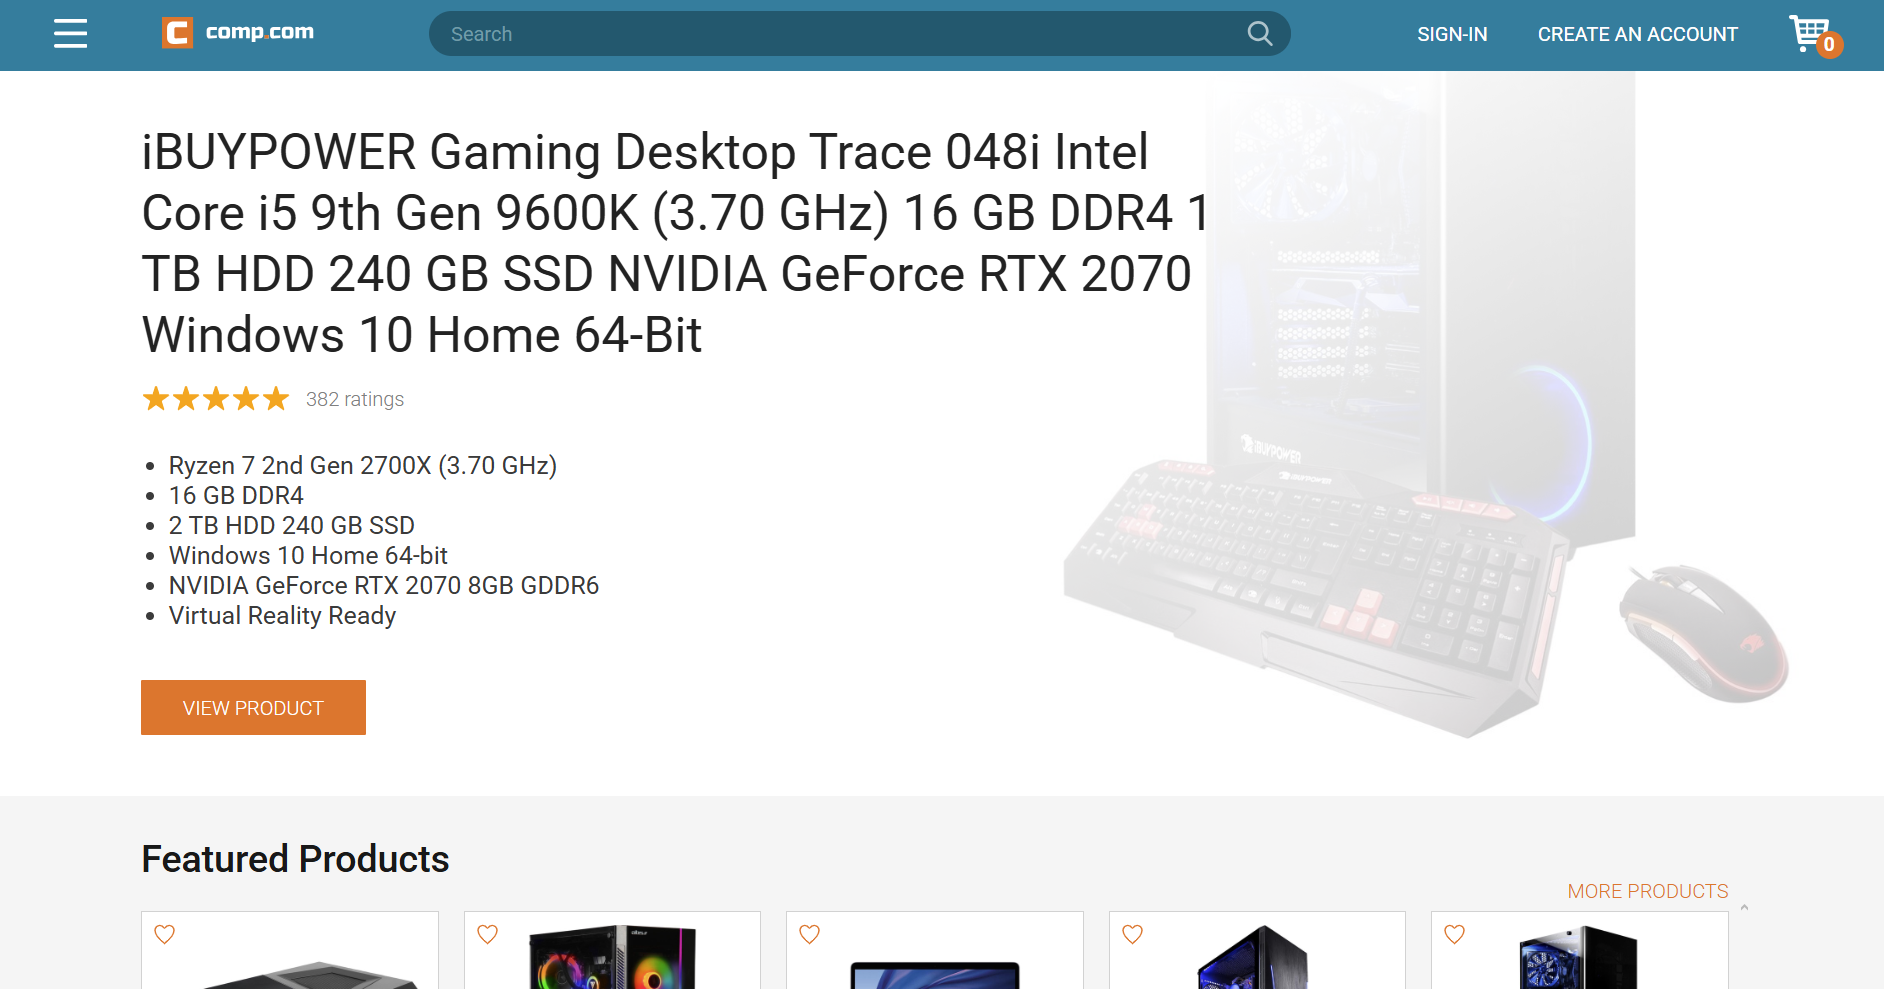 comp.com
Search
SIGN-IN
CREATE AN ACCOUNT
0
iBUYPOWER Gaming Desktop Trace 048i Intel
Core i5 9th Gen 9600K (3.70 GHz) 16 GB DDR4 1
TB HDD 240 GB SSD NVIDIA GeForce RTX 2070
Windows 10 Home 64-Bit
382 ratings
Ryzen 7 2nd Gen 2700X (3.70 GHz)
16 GB DDR4
2 TB HDD 240 GB SSD
Windows 10 Home 64-bit
NVIDIA GeForce RTX 2070 8GB GDDR6
Virtual Reality Ready
iBUYPOWER
iBUYPOWER
VIEW PRODUCT
Featured Products
MORE PRODUCTS